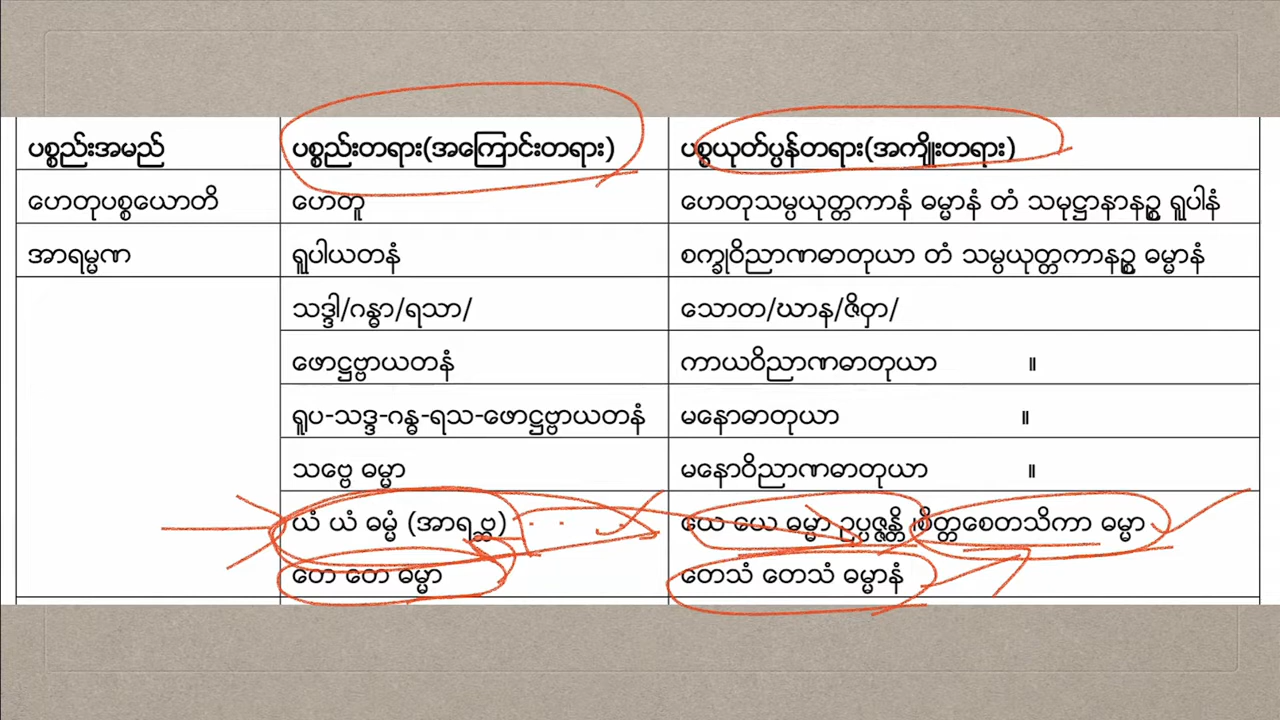 ပစ္စည်းအမည် ပစ္စည်းတရား(အကြောင်းတရား) ပစ္စယုတ်ပ္ပန်တရား(အကျိုးတရား)
ဟေတုပစ္စယောတိ ဟေတူ ဟေတုသမ္ပယုတ္တကာနံ ဓမ္မာနံ တံ သမုဋ္ဌာနာနဉ္စ ရူပါနံ
အာရမ္မဏ ရူပါယတနံ စက္ခုဝိညာဏဓာတုယာ တံ သမ္ပယုတ္တကာနဉ္စ ဓမ္မာနံ
သဒ္ဒါ/ဂန္ဓာ/ရသာ/ သောတ/ဃာန/ဇိဝှာ/
ဖောဋ္ဌဗ္ဗာယတနံ ကာယဝိညာဏဓာတုယာ ။
ရူပ-သဒ္ဒ-ဂန္ဓ-ရသ-ဖောဋ္ဌဗ္ဗာယတနံ မနောဓာတုယာ ။
သဗ္ဗေ ဓမ္မာ မနောဝိညာဏဓာတုယာ ။
ယံ ယံ ဓမ္မံ (အာရဗ္ဘ) ယေ ယေ ဓမ္မာ ဥပ္ပဇ္ဇန္တိ စိတ္တစေတသိကာ ဓမ္မာ
တေ တေ ဓမ္မာ တေသံ တေသံ ဓမ္မာနံ